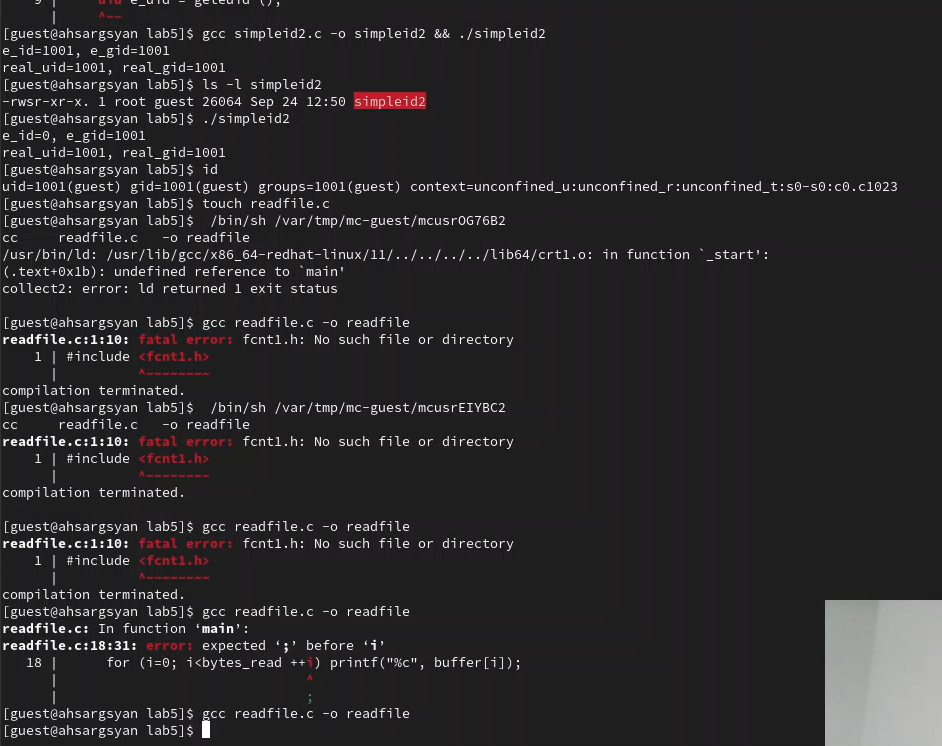 9 |     uid e_uid = geteuid ();
  |     ^~~
[guest@ahsargsyan lab5]$ gcc simpleid2.c -o simpleid2 && ./simpleid2
e_id=1001, e_gid=1001
real_uid=1001, real_gid=1001
[guest@ahsargsyan lab5]$ ls -l simpleid2
-rwsr-xr-x. 1 root guest 26064 Sep 24 12:50 simpleid2
[guest@ahsargsyan lab5]$ ./simpleid2
e_id=0, e_gid=1001
real_uid=1001, real_gid=1001
[guest@ahsargsyan lab5]$ id
uid=1001(guest) gid=1001(guest) groups=1001(guest) context=unconfined_u:unconfined_r:unconfined_t:s0-s0:c0.c1023
[guest@ahsargsyan lab5]$ touch readfile.c
[guest@ahsargsyan lab5]$  /bin/sh /var/tmp/mc-guest/mcusrOG76B2
cc     readfile.c   -o readfile
/usr/bin/ld: /usr/lib/gcc/x86_64-redhat-linux/11/../../../../lib64/crt1.o: in function `_start':
(.text+0x1b): undefined reference to `main'
collect2: error: ld returned 1 exit status
[guest@ahsargsyan lab5]$ gcc readfile.c -o readfile
readfile.c:1:10: fatal error: fcnt1.h: No such file or directory
    1 | #include <fcnt1.h>
      |          ^~~~~~~~~
compilation terminated.
[guest@ahsargsyan lab5]$  /bin/sh /var/tmp/mc-guest/mcusrEIYBC2
cc     readfile.c   -o readfile
readfile.c:1:10: fatal error: fcnt1.h: No such file or directory
    1 | #include <fcnt1.h>
      |          ^~~~~~~~~
compilation terminated.
[guest@ahsargsyan lab5]$ gcc readfile.c -o readfile
readfile.c:1:10: fatal error: fcnt1.h: No such file or directory
    1 | #include <fcnt1.h>
      |          ^~~~~~~~~
compilation terminated.
[guest@ahsargsyan lab5]$ gcc readfile.c -o readfile
readfile.c: In function ‘main’:
readfile.c:18:31: error: expected ‘;’ before ‘i’
   18 |      for (i=0; i<bytes_read ++i) printf("%c", buffer[i]);
      |                               ^
      |                               ;
[guest@ahsargsyan lab5]$ gcc readfile.c -o readfile
[guest@ahsargsyan lab5]$